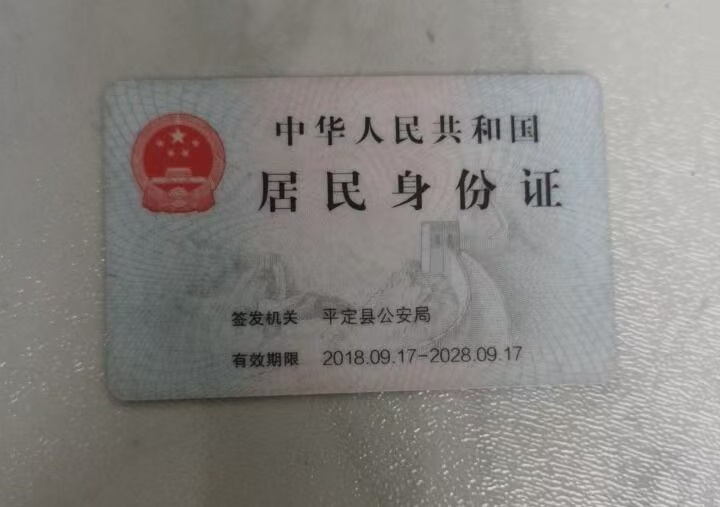 中华人民共和国
居民身份证
签发机关 平定县公安局
有效期限 2018.09.17-2028.09.17